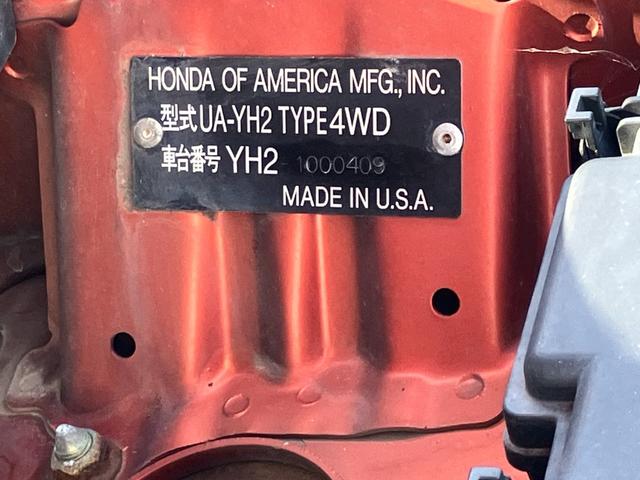 HONDA OF AMERICA MFG., INC.
型式 UA-YH2 TYPE 4WD
車台番号 YH2-1000409
MADE IN U.S.A.